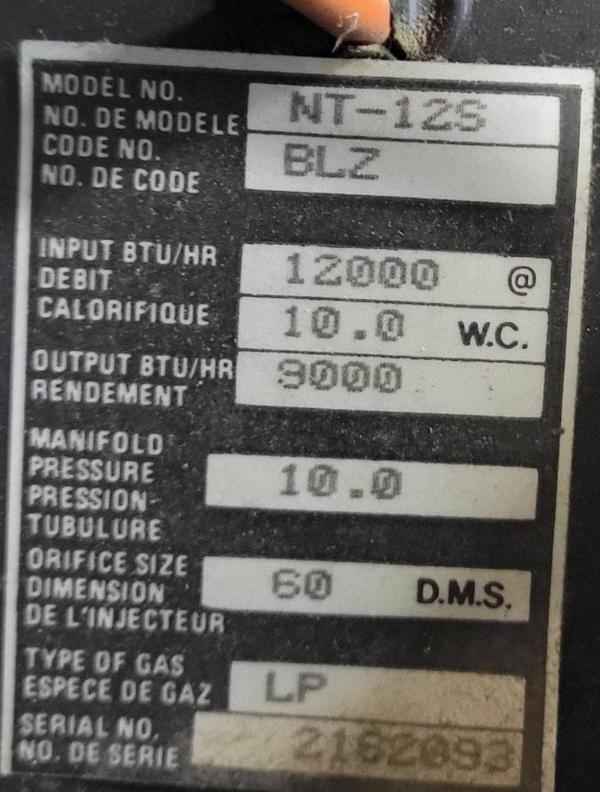 MODEL NO. NT-12S
NO. DE MODELE
CODE NO. BLZ
NO. DE CODE
INPUT BTU/HR 12000 @
DEBIT
CALORIFIQUE 10.0 W.C.
OUTPUT BTU/HR 9000
RENDEMENT
MANIFOLD
PRESSURE 10.0
PRESSION
TUBULURE
ORIFICE SIZE
DIMENSION 60 D.M.S.
DE L'INJECTEUR
TYPE OF GAS LP
ESPECE DE GAZ
SERIAL NO. 2182093
NO. DE SERIE